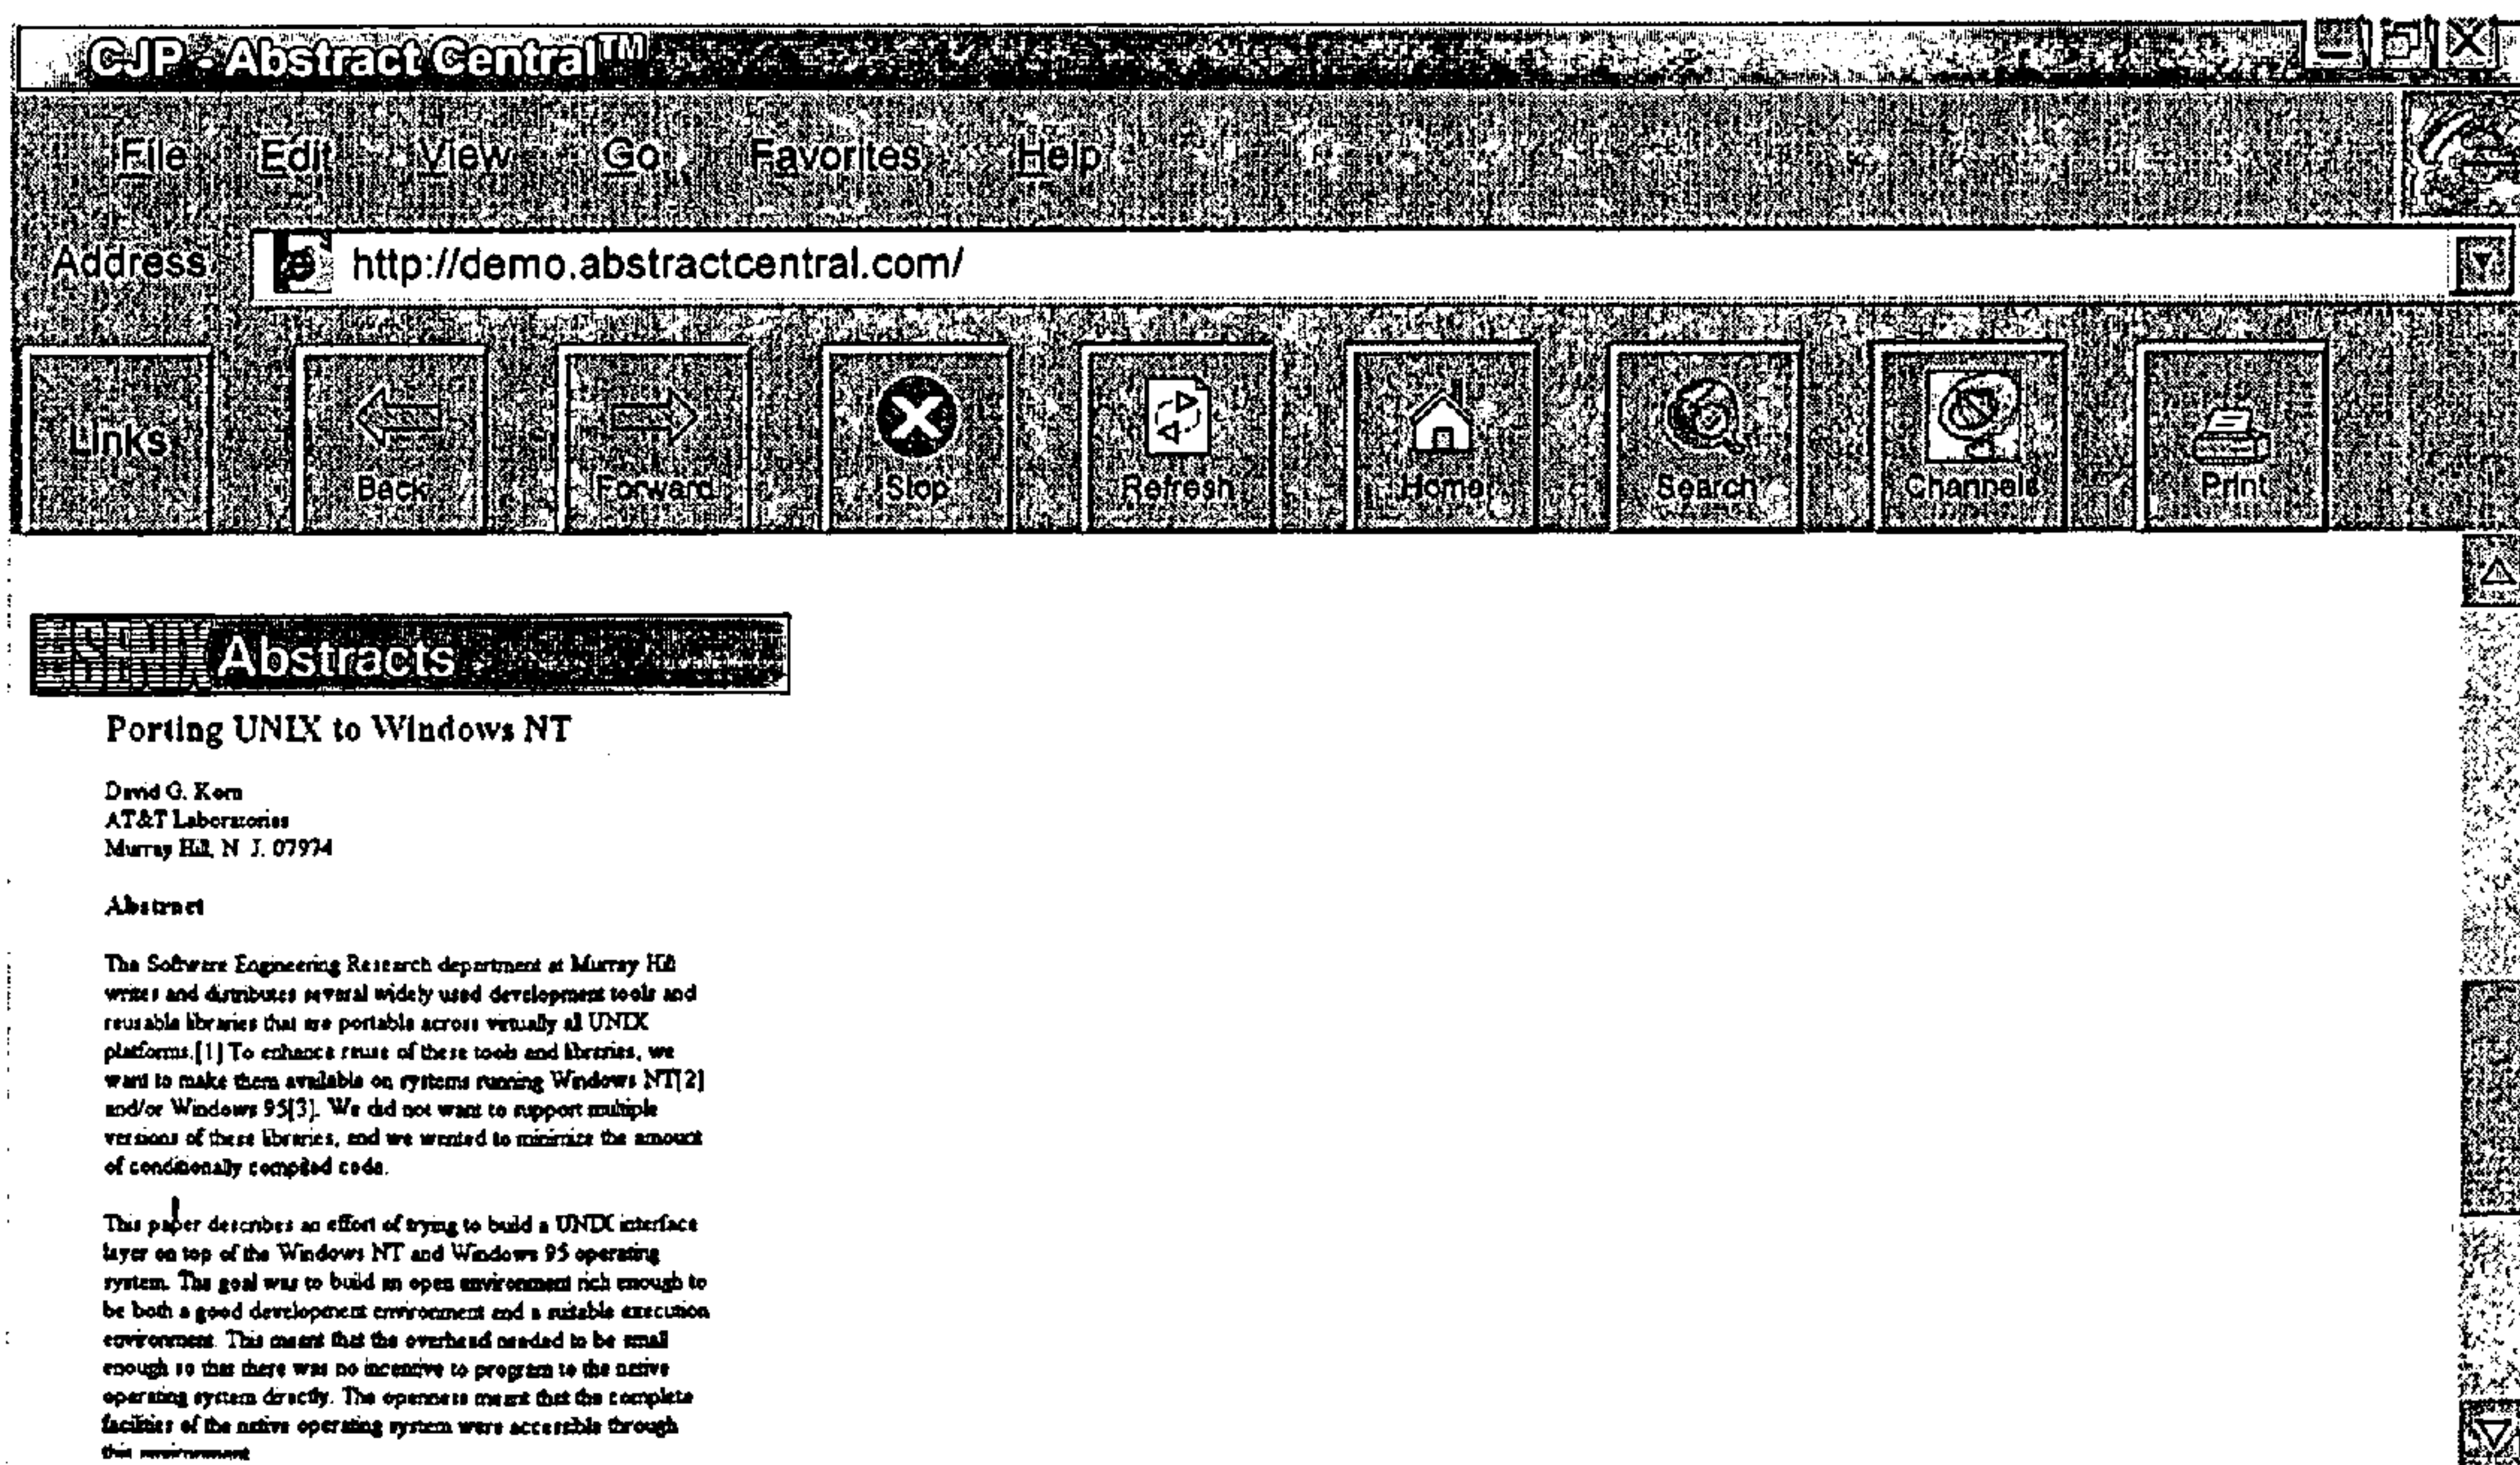 CJP - Abstract Central™
File Edit View Go Favorites Help
Address http://demo.abstractcentral.com/
Links Back Forward Stop Refresh Home Search Channels Print
USENIX Abstracts
Porting UNIX to Windows NT
David G. Korn
AT&T Laboratories
Murray Hill, N. J. 07974
Abstract
The Software Engineering Research department at Murray Hill
writes and distributes several widely used development tools and
reusable libraries that are portable across virtually all UNIX
platforms.[1] To enhance reuse of these tools and libraries, we
want to make them available on systems running Windows NT[2]
and/or Windows 95[3]. We did not want to support multiple
versions of these libraries, and we wanted to minimize the amount
of conditionally compiled code.
This paper describes an effort of trying to build a UNIX interface
layer on top of the Windows NT and Windows 95 operating
system. The goal was to build an open environment rich enough to
be both a good development environment and a suitable execution
environment. This meant that the overhead needed to be small
enough so that there was no incentive to program to the native
operating system directly. The openness meant that the complete
facilities of the native operating system were accessible through
this environment